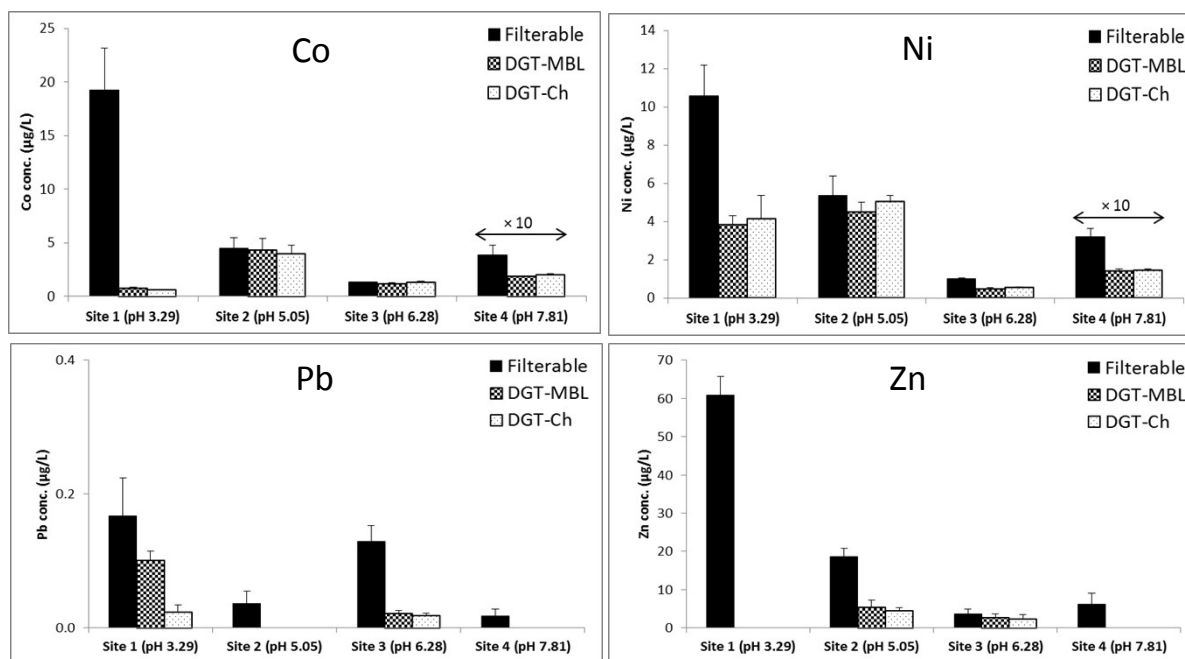 Co
Filterable
DGT-MBL
DGT-Ch
Co conc. (µg/L)
25
20
15
10
5
0
× 10
Site 1 (pH 3.29)
Site 2 (pH 5.05)
Site 3 (pH 6.28)
Site 4 (pH 7.81)
Ni
Filterable
DGT-MBL
DGT-Ch
Ni conc. (µg/L)
14
12
10
8
6
4
2
0
× 10
Site 1 (pH 3.29)
Site 2 (pH 5.05)
Site 3 (pH 6.28)
Site 4 (pH 7.81)
Pb
Filterable
DGT-MBL
DGT-Ch
Pb conc. (µg/L)
0.4
0.2
0.0
Site 1 (pH 3.29)
Site 2 (pH 5.05)
Site 3 (pH 6.28)
Site 4 (pH 7.81)
Zn
Filterable
DGT-MBL
DGT-Ch
Zn conc. (µg/L)
70
60
50
40
30
20
10
0
Site 1 (pH 3.29)
Site 2 (pH 5.05)
Site 3 (pH 6.28)
Site 4 (pH 7.81)